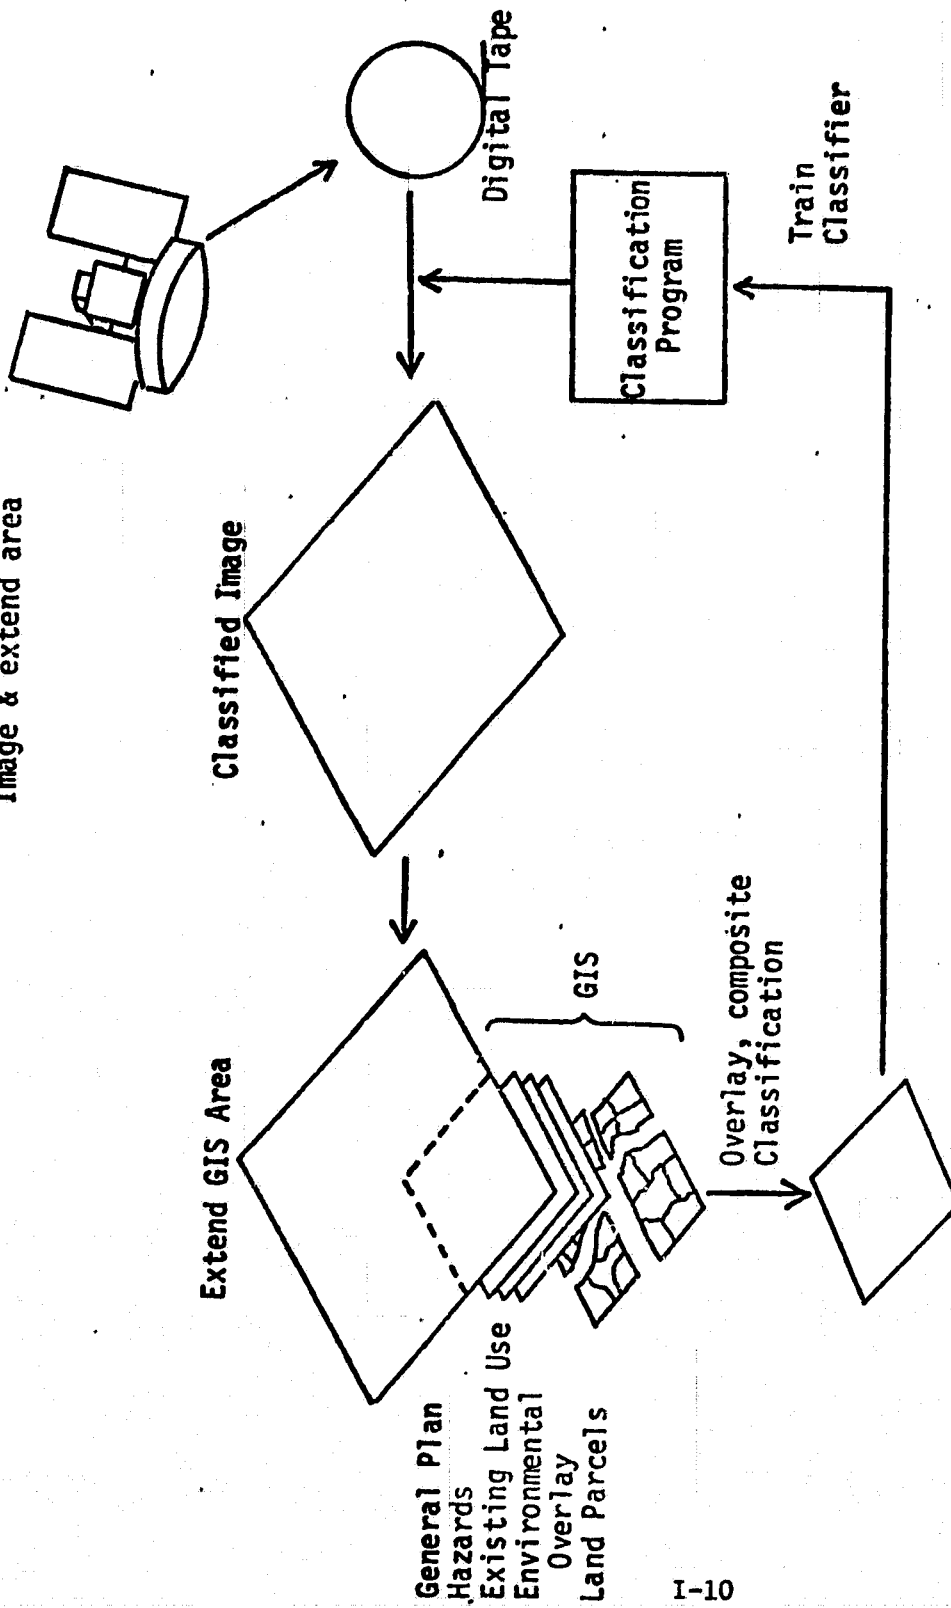 Image & extend area
Digital Tape
Classified Image
Extend GIS Area
Classification
Program
Train
Classifier
General Plan
Hazards
Existing Land Use
Environmental
Overlay
Land Parcels
GIS
Overlay, composite
Classification
I-10